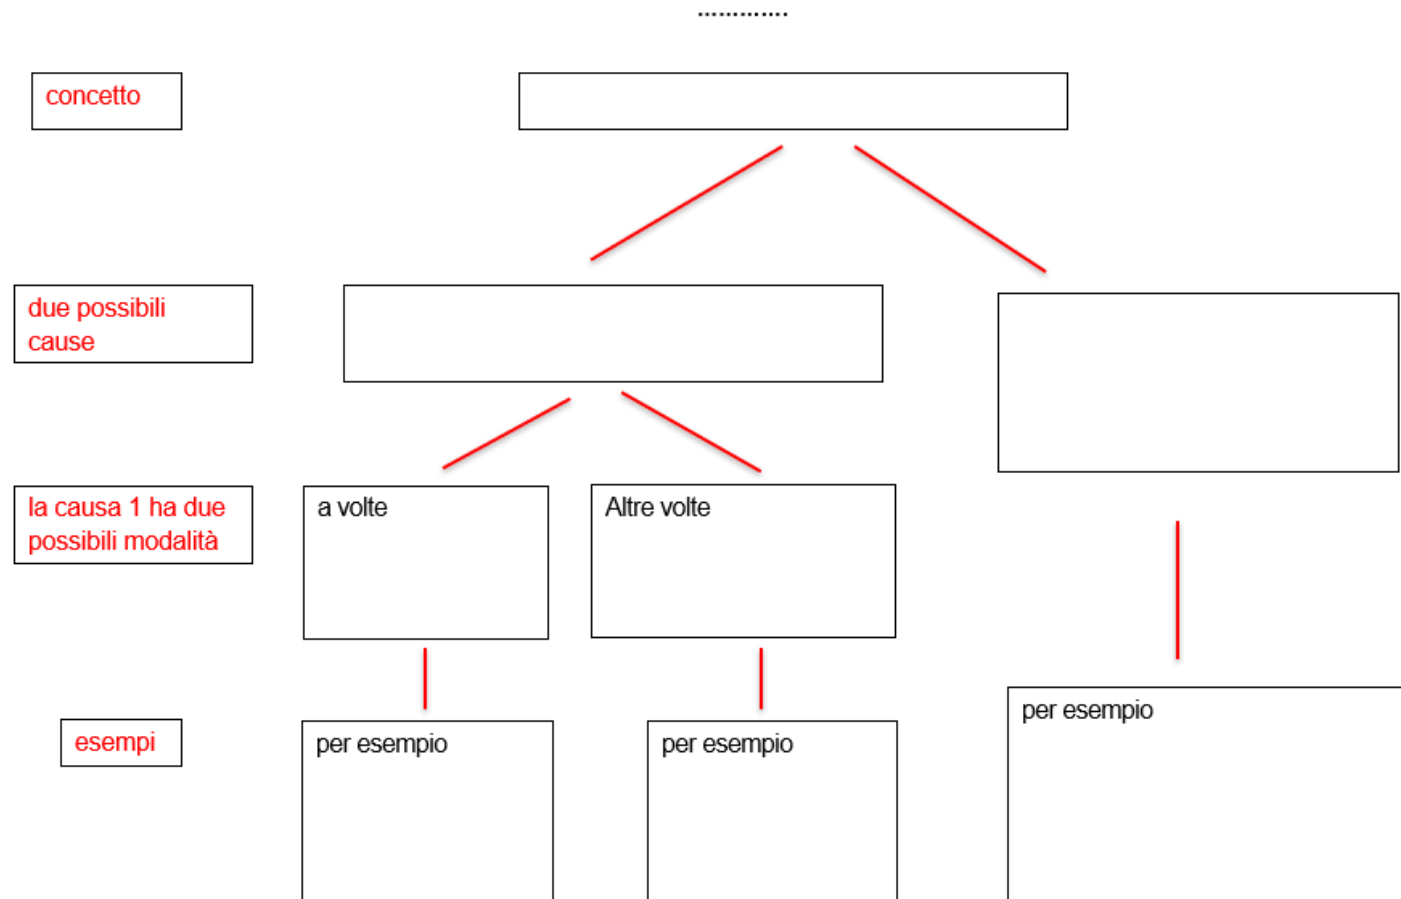 .............
concetto
due possibili
cause
la causa 1 ha due
possibili modalità
a volte
Altre volte
esempi
per esempio
per esempio
per esempio